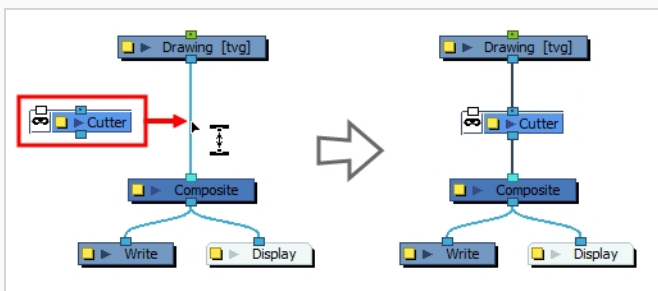 Drawing [tvg]
Cutter
Composite
Write
Display
Drawing [tvg]
Cutter
Composite
Write
Display